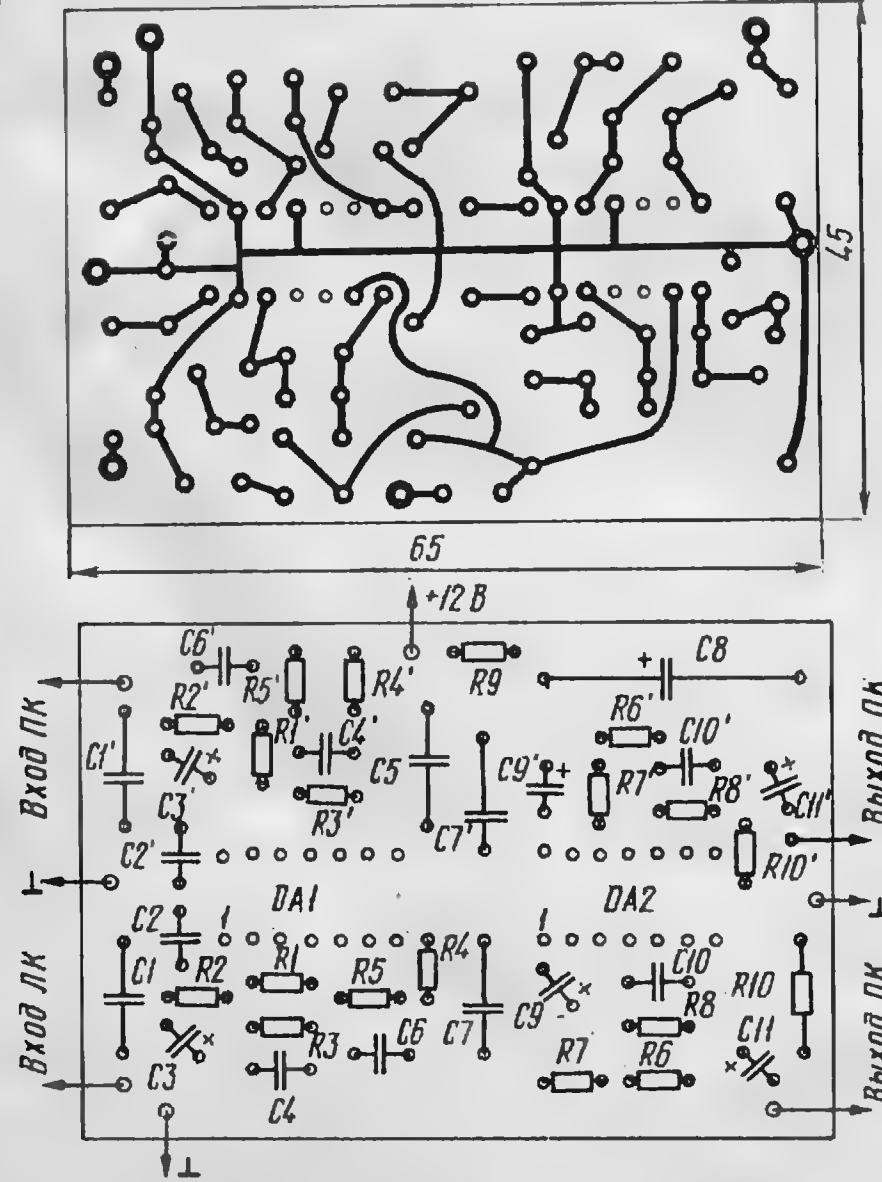 45
65
+12 В
C6'
R5'
R4'
R9
+
C8
Вход ПК
R2'
R1'
C4'
C5
R6'
C10'
Выход ПК
C1'
C3'
R3'
C7'
C9'
+
R7'
R8'
C11'
C2'
R10'
⊥
DA1
DA2
⊥
C2
1
1
Вход ЛК
C1
R2
R1
R5
R4
C7
C9
C10
R8
R10
Выход ПК
C3
R3
C4
C6
R7
R6
C11
⊥